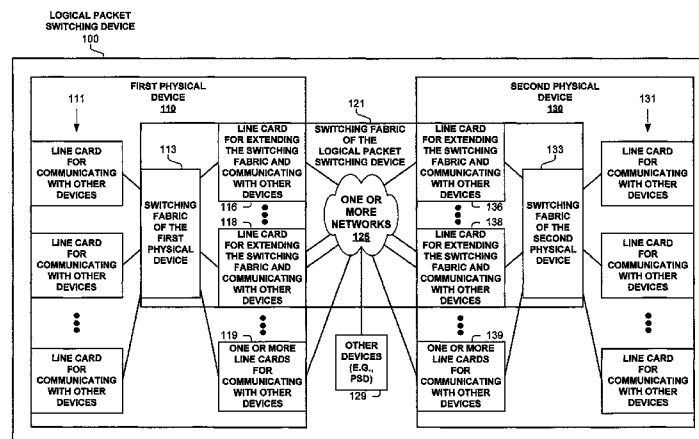 LOGICAL PACKET
SWITCHING DEVICE
100
FIRST PHYSICAL
DEVICE
110
111
LINE CARD
FOR
COMMUNICATING
WITH OTHER
DEVICES
LINE CARD
FOR
COMMUNICATING
WITH OTHER
DEVICES
LINE CARD
FOR
COMMUNICATING
WITH OTHER
DEVICES
113
SWITCHING
FABRIC
OF THE
FIRST
PHYSICAL
DEVICE
LINE CARD
FOR EXTENDING
THE SWITCHING
FABRIC AND
COMMUNICATING
WITH OTHER
DEVICES
116
118
LINE CARD
FOR EXTENDING
THE SWITCHING
FABRIC AND
COMMUNICATING
WITH OTHER
DEVICES
119
ONE OR MORE
LINE CARDS
FOR
COMMUNICATING
WITH OTHER
DEVICES
121
SWITCHING FABRIC
OF THE
LOGICAL PACKET
SWITCHING DEVICE
ONE OR
MORE
NETWORKS
125
OTHER
DEVICES
(E.G.,
PSD)
129
SECOND PHYSICAL
DEVICE
130
LINE CARD
FOR EXTENDING
THE SWITCHING
FABRIC AND
COMMUNICATING
WITH OTHER
DEVICES
136
138
LINE CARD
FOR EXTENDING
THE SWITCHING
FABRIC AND
COMMUNICATING
WITH OTHER
DEVICES
139
ONE OR MORE
LINE CARDS
FOR
COMMUNICATING
WITH OTHER
DEVICES
133
SWITCHING
FABRIC
OF THE
SECOND
PHYSICAL
DEVICE
131
LINE CARD
FOR
COMMUNICATING
WITH OTHER
DEVICES
LINE CARD
FOR
COMMUNICATING
WITH OTHER
DEVICES
LINE CARD
FOR
COMMUNICATING
WITH OTHER
DEVICES